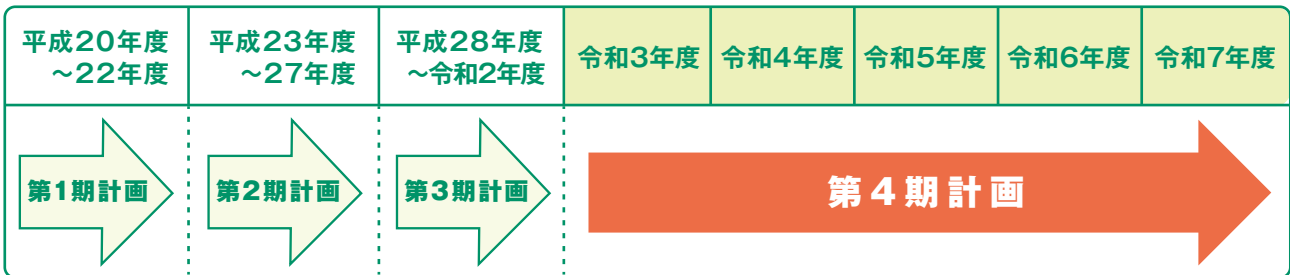 平成20年度
～22年度
平成23年度
～27年度
平成28年度
～令和2年度
令和3年度
令和4年度
令和5年度
令和6年度
令和7年度
第1期計画
第2期計画
第3期計画
第4期計画